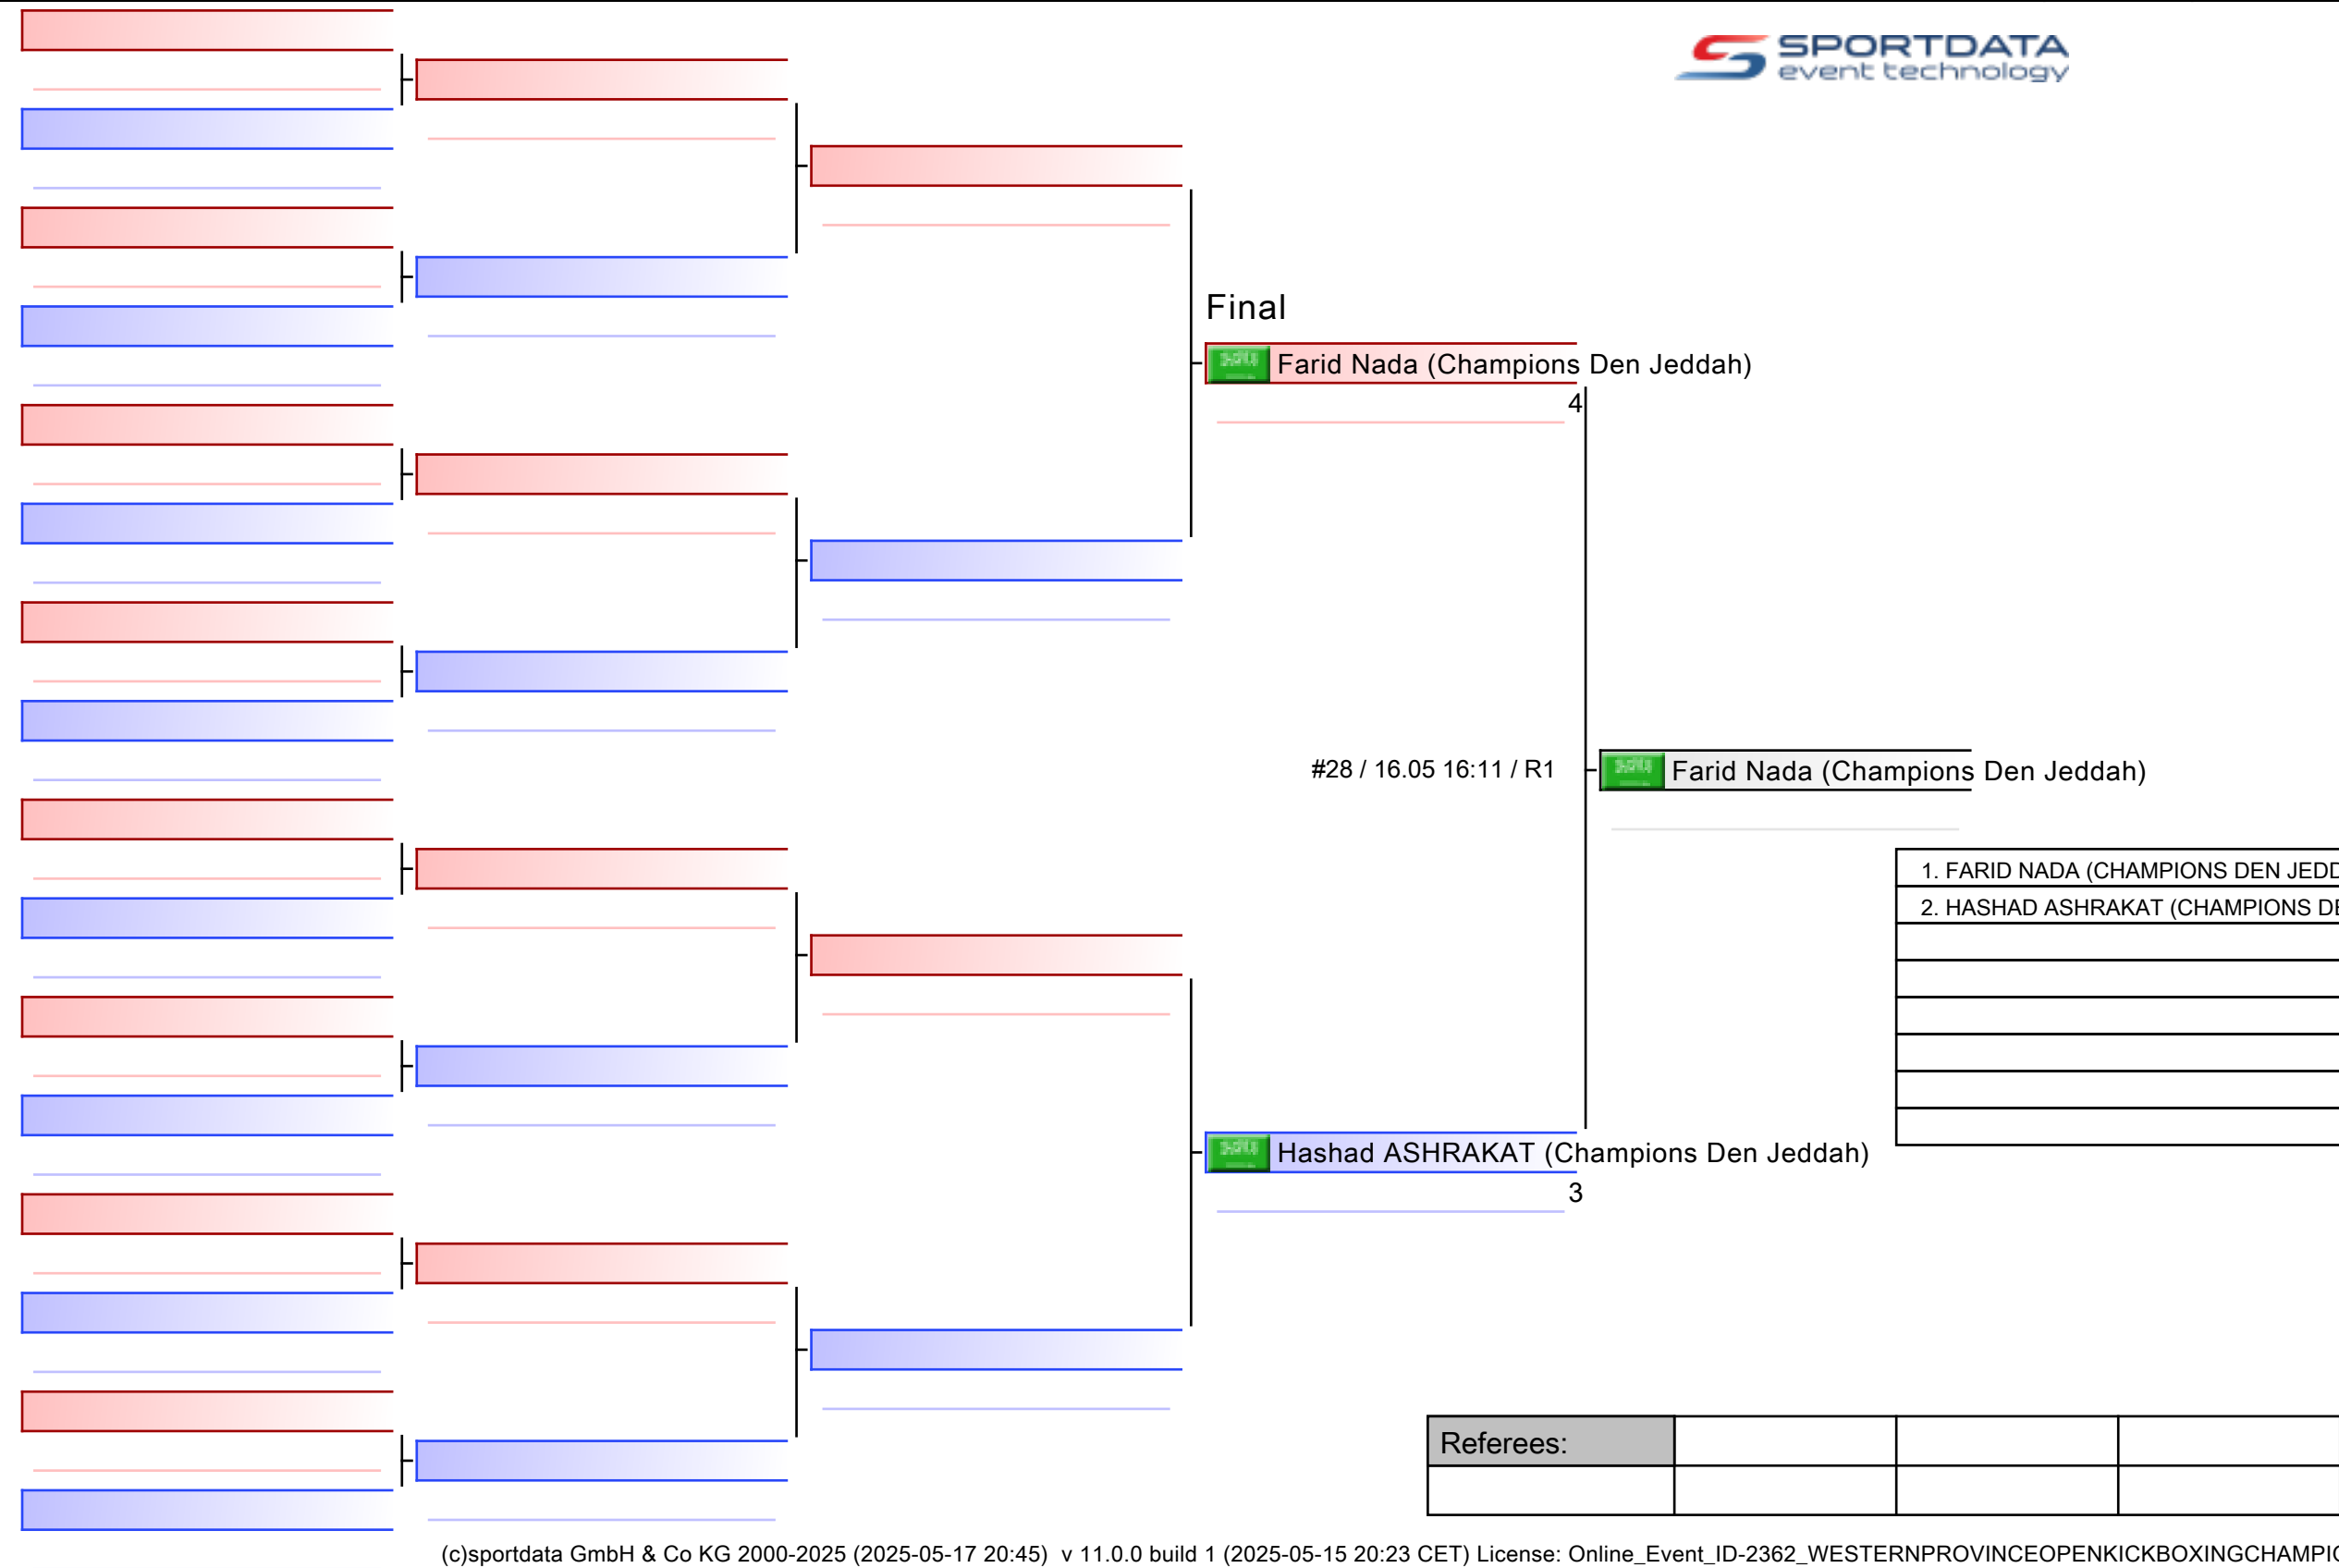 SPORTDATA
event technology
Final
Farid Nada (Champions Den Jeddah)
4
#28 / 16.05 16:11 / R1
Farid Nada (Champions Den Jeddah)
1. FARID NADA (CHAMPIONS DEN JEDD
2. HASHAD ASHRAKAT (CHAMPIONS DE
Hashad ASHRAKAT (Champions Den Jeddah)
3
Referees:
(c)sportdata GmbH & Co KG 2000-2025 (2025-05-17 20:45) v 11.0.0 build 1 (2025-05-15 20:23 CET) License: Online_Event_ID-2362_WESTERNPROVINCEOPENKICKBOXINGCHAMPIO